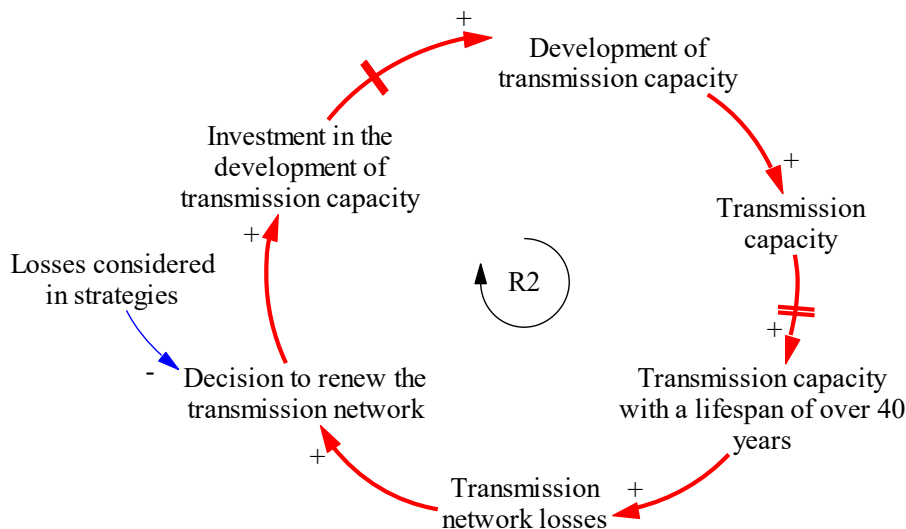 +
Development of
transmission capacity
Investment in the
development of
transmission capacity
+
Transmission
capacity
+
Losses considered
in strategies
R2
+
-
Decision to renew the
transmission network
Transmission capacity
with a lifespan of over 40
years
+
+
Transmission
network losses